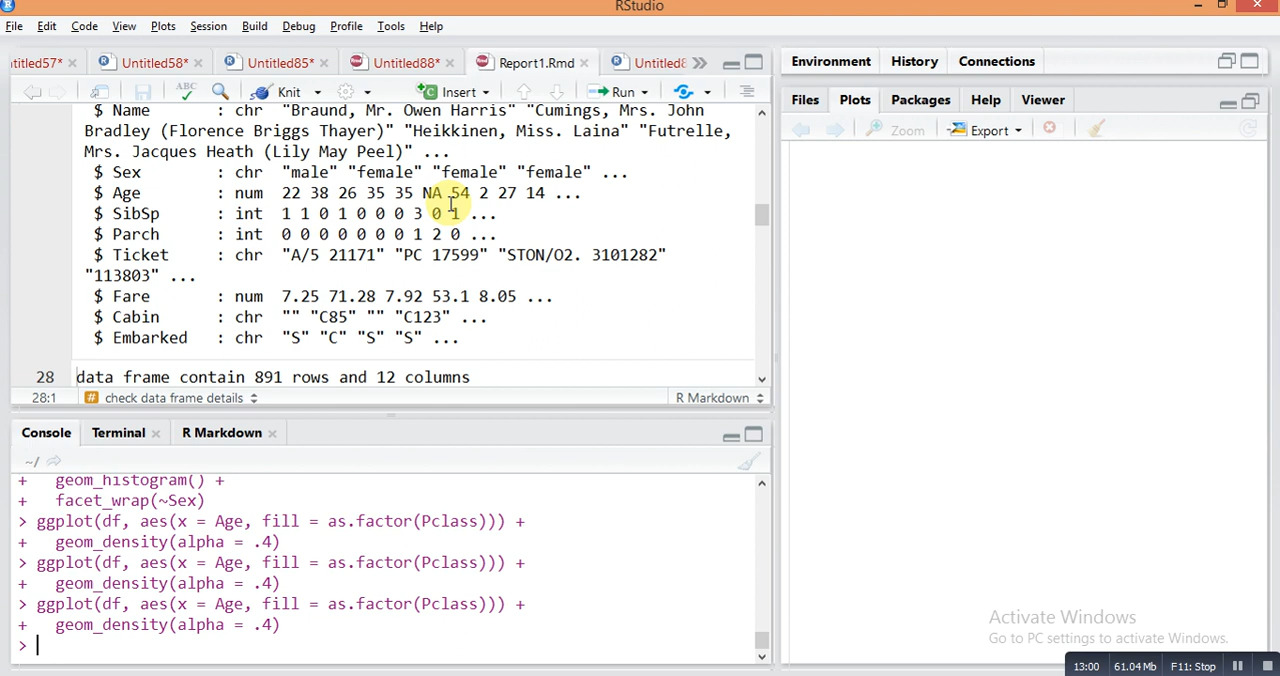 RStudio
File Edit Code View Plots Session Build Debug Profile Tools Help
titled57* Untitled58* Untitled85* Untitled88* Report1.Rmd Untitled8
Environment History Connections
ABC Knit Insert Run
Files Plots Packages Help Viewer
Zoom Export
$ Name : chr "Braund, Mr. Owen Harris" "Cumings, Mrs. John
Bradley (Florence Briggs Thayer)" "Heikkinen, Miss. Laina" "Futrelle,
Mrs. Jacques Heath (Lily May Peel)" ...
$ Sex : chr "male" "female" "female" "female" ...
$ Age : num 22 38 26 35 35 NA 54 2 27 14 ...
$ SibSp : int 1 1 0 1 0 0 0 3 0 1 ...
$ Parch : int 0 0 0 0 0 0 0 1 2 0 ...
$ Ticket : chr "A/5 21171" "PC 17599" "STON/O2. 3101282"
"113803" ...
$ Fare : num 7.25 71.28 7.92 53.1 8.05 ...
$ Cabin : chr "" "C85" "" "C123" ...
$ Embarked : chr "S" "C" "S" "S" ...
28 data frame contain 891 rows and 12 columns
28:1 # check data frame details R Markdown
Console Terminal R Markdown
~/
+ geom_histogram() +
+ facet_wrap(~Sex)
> ggplot(df, aes(x = Age, fill = as.factor(Pclass))) +
+ geom_density(alpha = .4)
> ggplot(df, aes(x = Age, fill = as.factor(Pclass))) +
+ geom_density(alpha = .4)
> ggplot(df, aes(x = Age, fill = as.factor(Pclass))) +
+ geom_density(alpha = .4)
>
Activate Windows
Go to PC settings to activate Windows.
13:00 61.04Mb F11: Stop